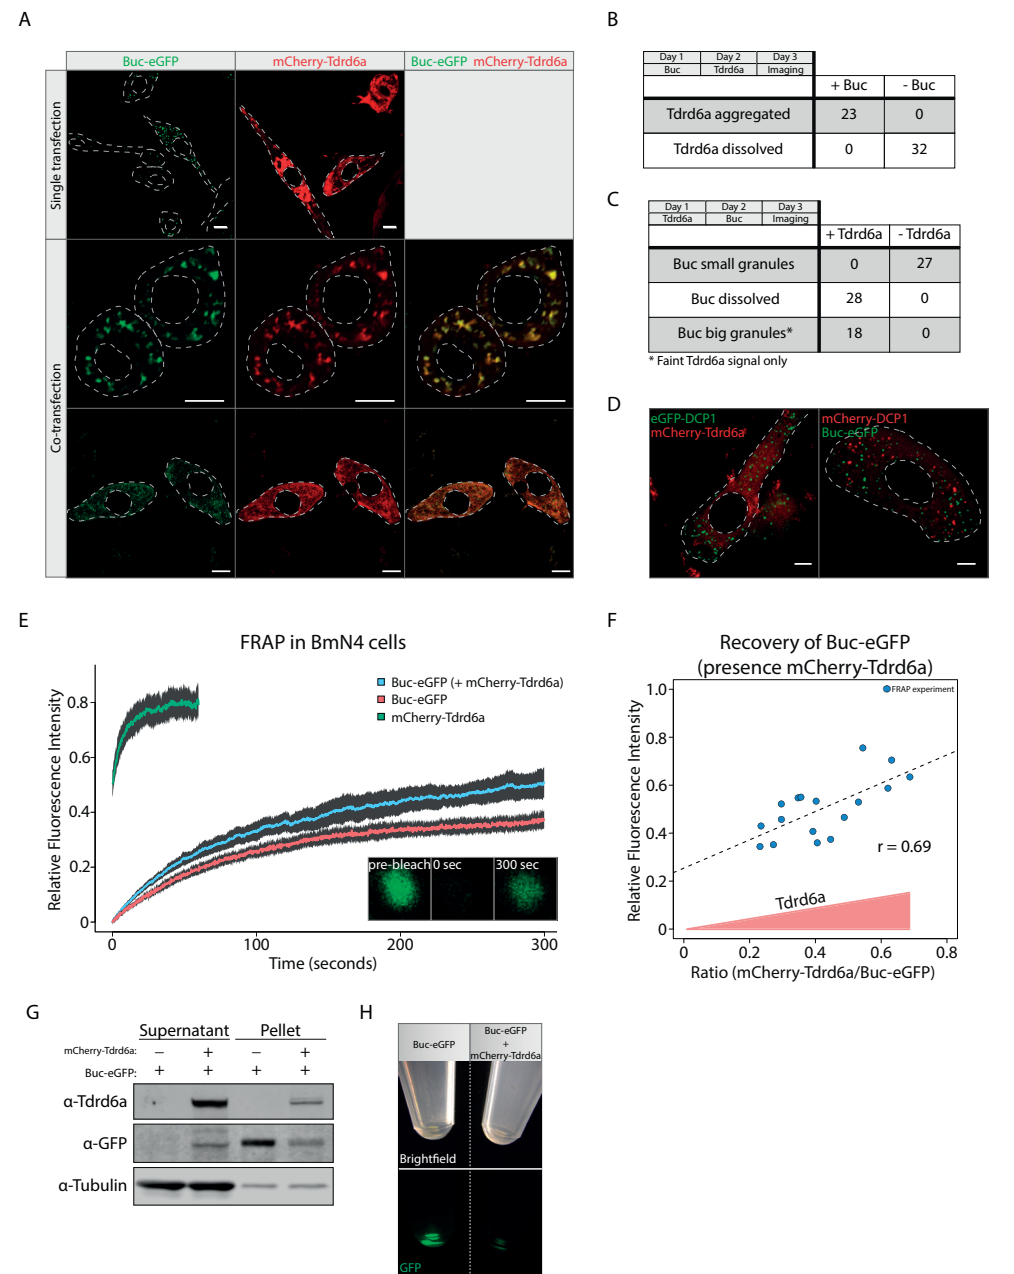 A
Buc-eGFP
mCherry-Tdrd6a
Buc-eGFP mCherry-Tdrd6a
Single transfection
Co-transfection
B
Day 1 Day 2 Day 3
Buc Tdrd6a Imaging
+ Buc - Buc
Tdrd6a aggregated 23 0
Tdrd6a dissolved 0 32
C
Day 1 Day 2 Day 3
Tdrd6a Buc Imaging
+ Tdrd6a - Tdrd6a
Buc small granules 0 27
Buc dissolved 28 0
Buc big granules* 18 0
* Faint Tdrd6a signal only
D
eGFP-DCP1
mCherry-Tdrd6a
mCherry-DCP1
Buc-eGFP
E
FRAP in BmN4 cells
Buc-eGFP (+ mCherry-Tdrd6a)
Buc-eGFP
mCherry-Tdrd6a
Relative Fluorescence Intensity
0.8
0.6
0.4
0.2
0
pre-bleach 0 sec 300 sec
0 100 200 300
Time (seconds)
F
Recovery of Buc-eGFP
(presence mCherry-Tdrd6a)
FRAP experiment
Relative Fluorescence Intensity
1.0
0.8
0.6
0.4
0.2
0
r = 0.69
Tdrd6a
0 0.2 0.4 0.6 0.8
Ratio (mCherry-Tdrd6a/Buc-eGFP)
G
Supernatant Pellet
mCherry-Tdrd6a: − + − +
Buc-eGFP: + + + +
α-Tdrd6a
α-GFP
α-Tubulin
H
Buc-eGFP
Buc-eGFP
+
mCherry-Tdrd6a
Brightfield
GFP